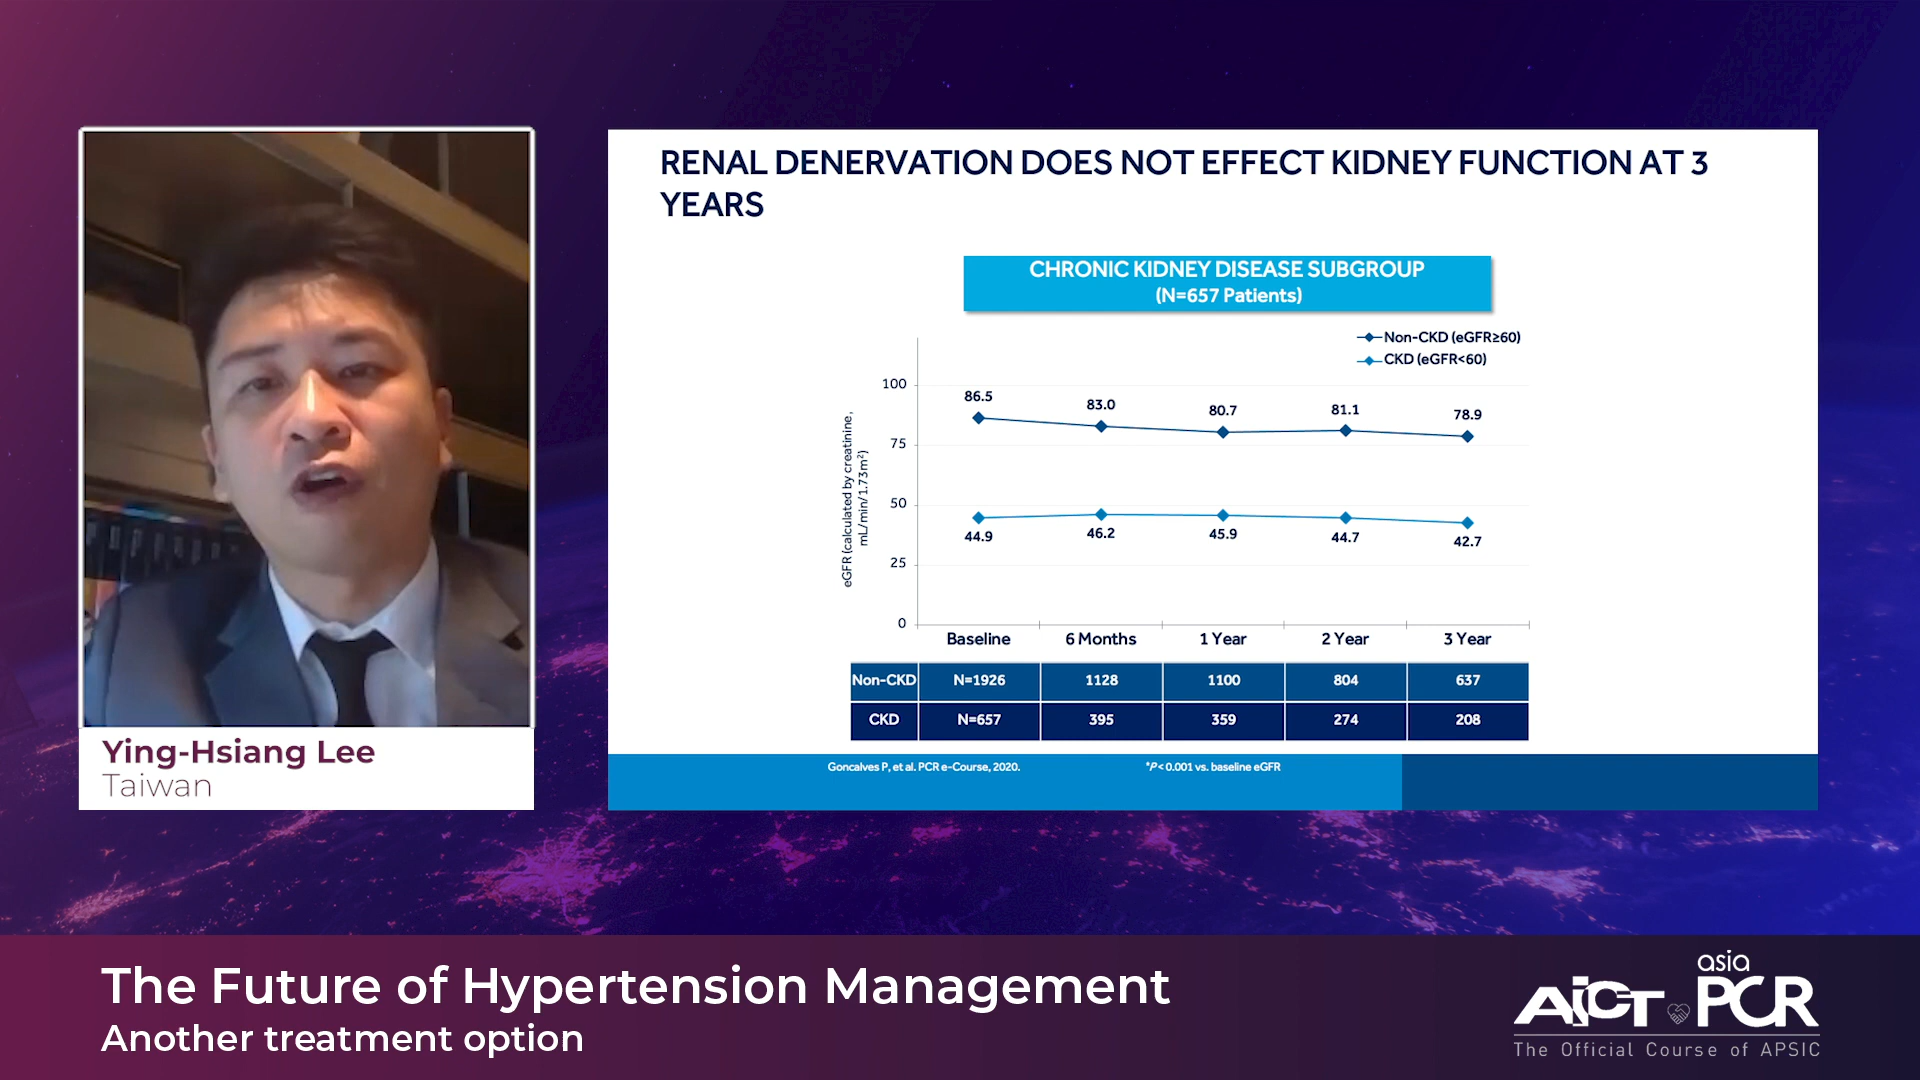 RENAL DENERVATION DOES NOT EFFECT KIDNEY FUNCTION AT 3
YEARS
CHRONIC KIDNEY DISEASE SUBGROUP
(N=657 Patients)
Non-CKD (eGFR≥60)
CKD (eGFR<60)
eGFR (calculated by creatinine,
mL/min/1.73m²)
100
75
50
25
0
86.5
83.0
80.7
81.1
78.9
44.9
46.2
45.9
44.7
42.7
Baseline 6 Months 1 Year 2 Year 3 Year
Non-CKD N=1926 1128 1100 804 637
CKD N=657 395 359 274 208
Goncalves P, et al. PCR e-Course, 2020.
*P < 0.001 vs. baseline eGFR
Ying-Hsiang Lee
Taiwan
The Future of Hypertension Management
Another treatment option
asia
AICT PCR
The Official Course of APSIC